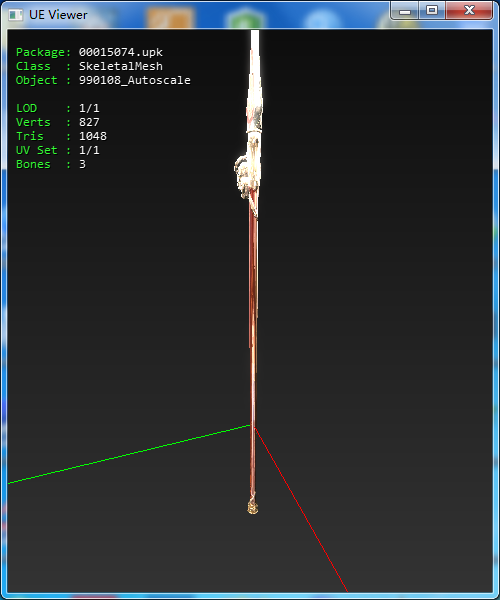 UE Viewer
Package: 00015074.upk
Class : SkeletalMesh
Object : 990108_Autoscale
LOD : 1/1
Verts : 827
Tris : 1048
UV Set : 1/1
Bones : 3